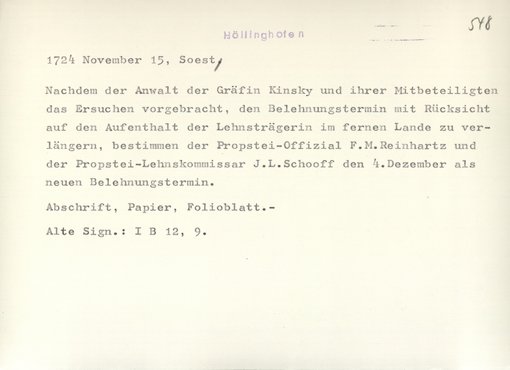 Höllinghofen
548
1724 November 15, Soest,
Nachdem der Anwalt der Gräfin Kinsky und ihrer Mitbeteiligten
das Ersuchen vorgebracht, den Belehnungstermin mit Rücksicht
auf den Aufenthalt der Lehnsträgerin im fernen Lande zu ver-
längern, bestimmen der Propstei-Offizial F.M.Reinhartz und
der Propstei-Lehnskommissar J.L.Schooff den 4.Dezember als
neuen Belehnungstermin.
Abschrift, Papier, Folioblatt.-
Alte Sign.: I B 12, 9.